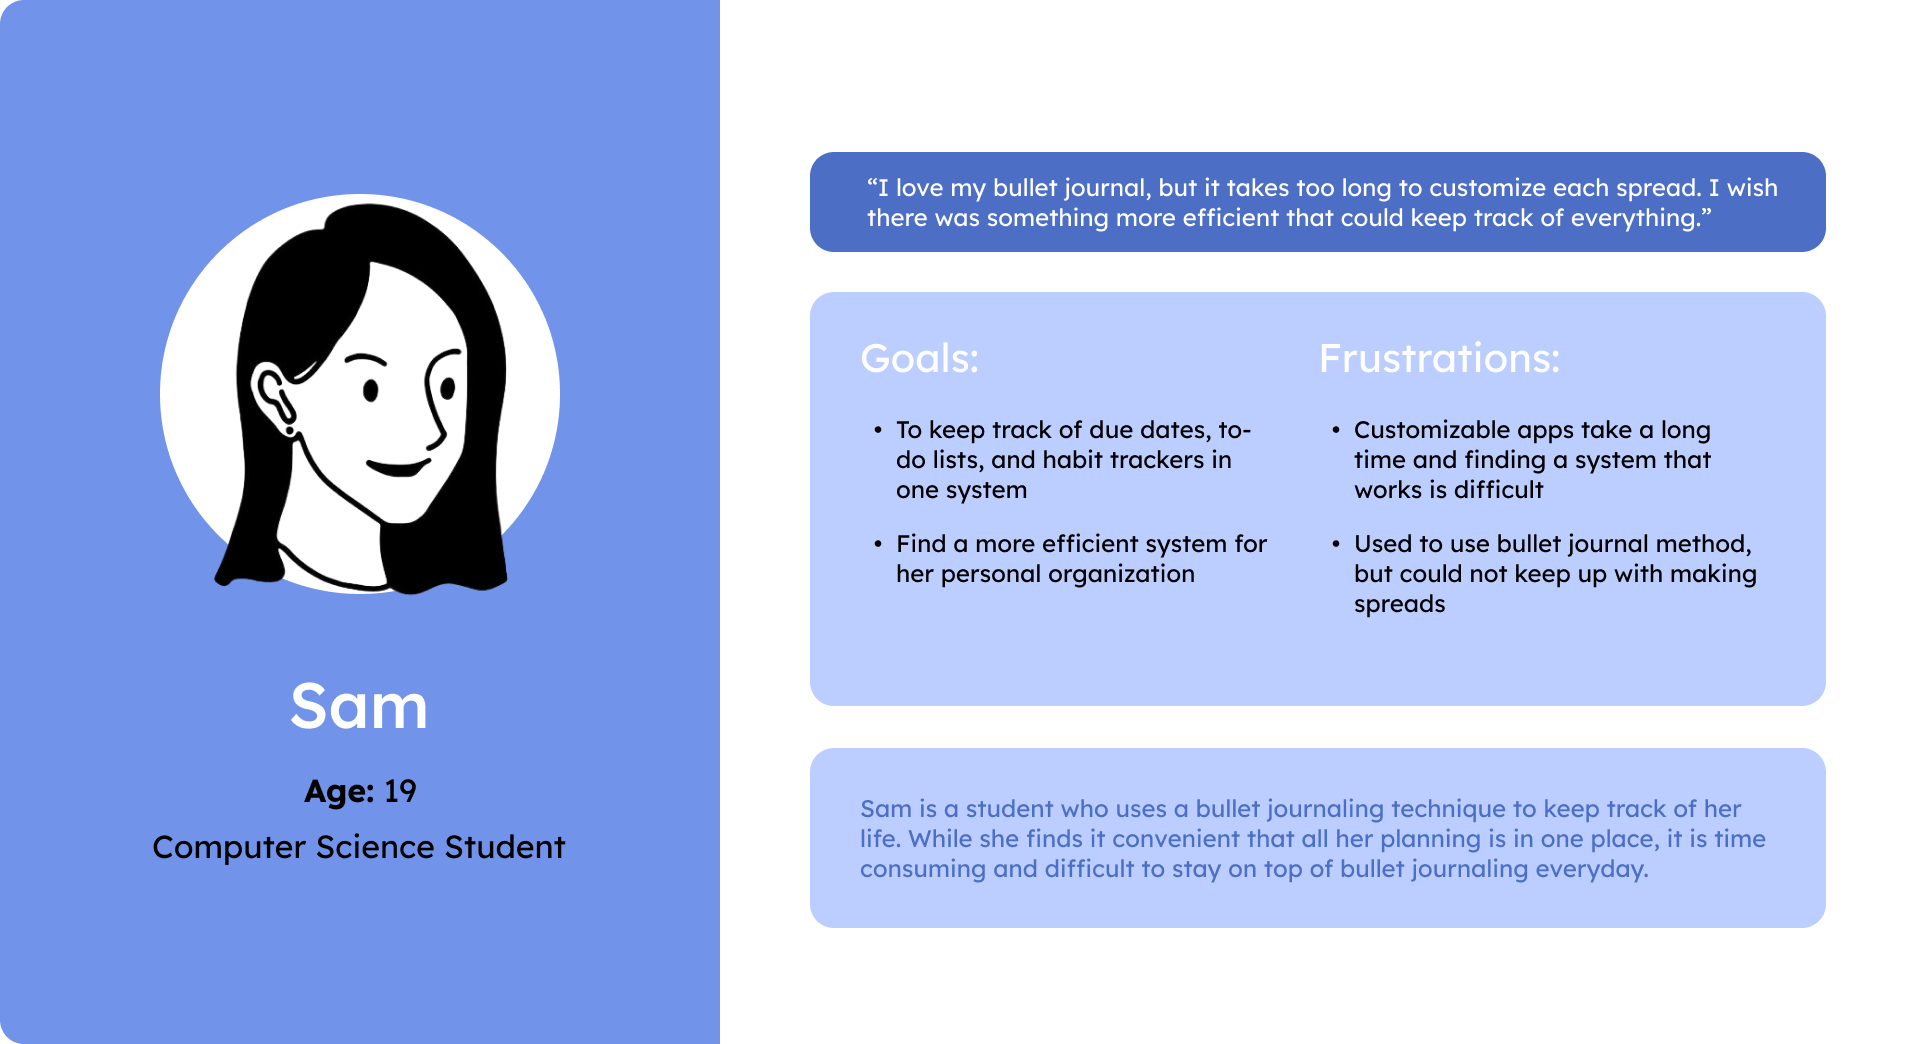 Sam
Age: 19
Computer Science Student
“I love my bullet journal, but it takes too long to customize each spread. I wish
there was something more efficient that could keep track of everything.”
Goals:
• To keep track of due dates, to-
do lists, and habit trackers in
one system
• Find a more efficient system for
her personal organization
Frustrations:
• Customizable apps take a long
time and finding a system that
works is difficult
• Used to use bullet journal method,
but could not keep up with making
spreads
Sam is a student who uses a bullet journaling technique to keep track of her
life. While she finds it convenient that all her planning is in one place, it is time
consuming and difficult to stay on top of bullet journaling everyday.